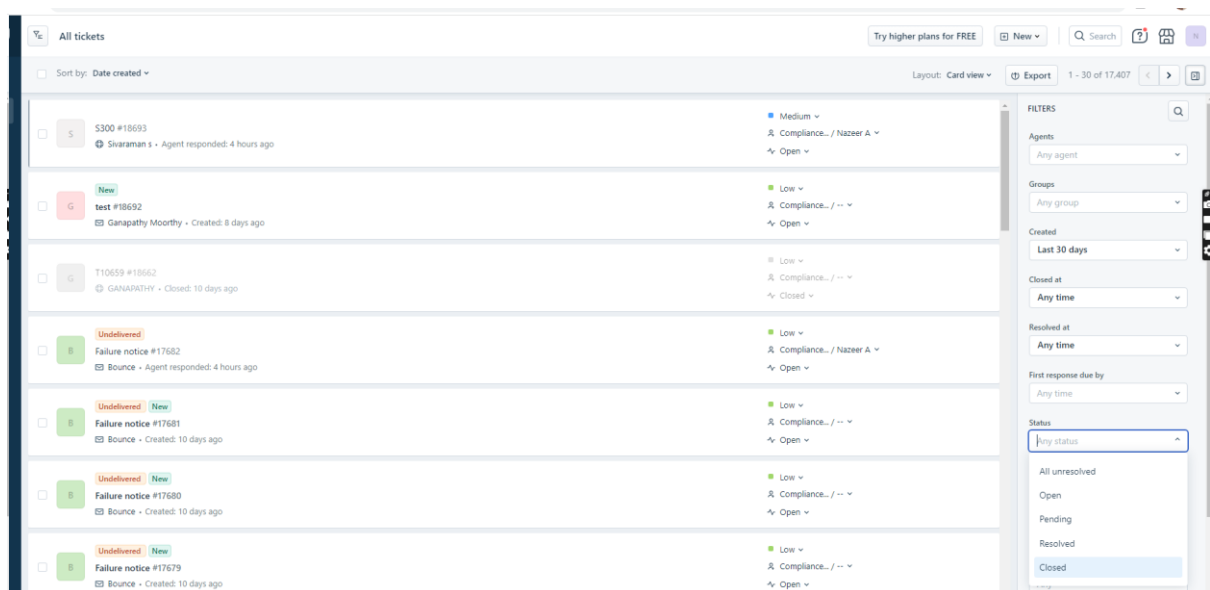 All tickets
Try higher plans for FREE
New
Search
N
Sort by: Date created
Layout: Card view
Export
1 - 30 of 17,407
S
S300 #18693
Sivaraman s • Agent responded: 4 hours ago
Medium
Compliance... / Nazeer A
Open
New
G
test #18692
Ganapathy Moorthy • Created: 8 days ago
Low
Compliance... / --
Open
G
T10659 #18662
GANAPATHY • Closed: 10 days ago
Low
Compliance... / --
Closed
Undelivered
B
Failure notice #17682
Bounce • Agent responded: 4 hours ago
Low
Compliance... / Nazeer A
Open
Undelivered New
B
Failure notice #17681
Bounce • Created: 10 days ago
Low
Compliance... / --
Open
Undelivered New
B
Failure notice #17680
Bounce • Created: 10 days ago
Low
Compliance... / --
Open
Undelivered New
B
Failure notice #17679
Bounce • Created: 10 days ago
Low
Compliance... / --
Open
FILTERS
Agents
Any agent
Groups
Any group
Created
Last 30 days
Closed at
Any time
Resolved at
Any time
First response due by
Any time
Status
Any status
All unresolved
Open
Pending
Resolved
Closed